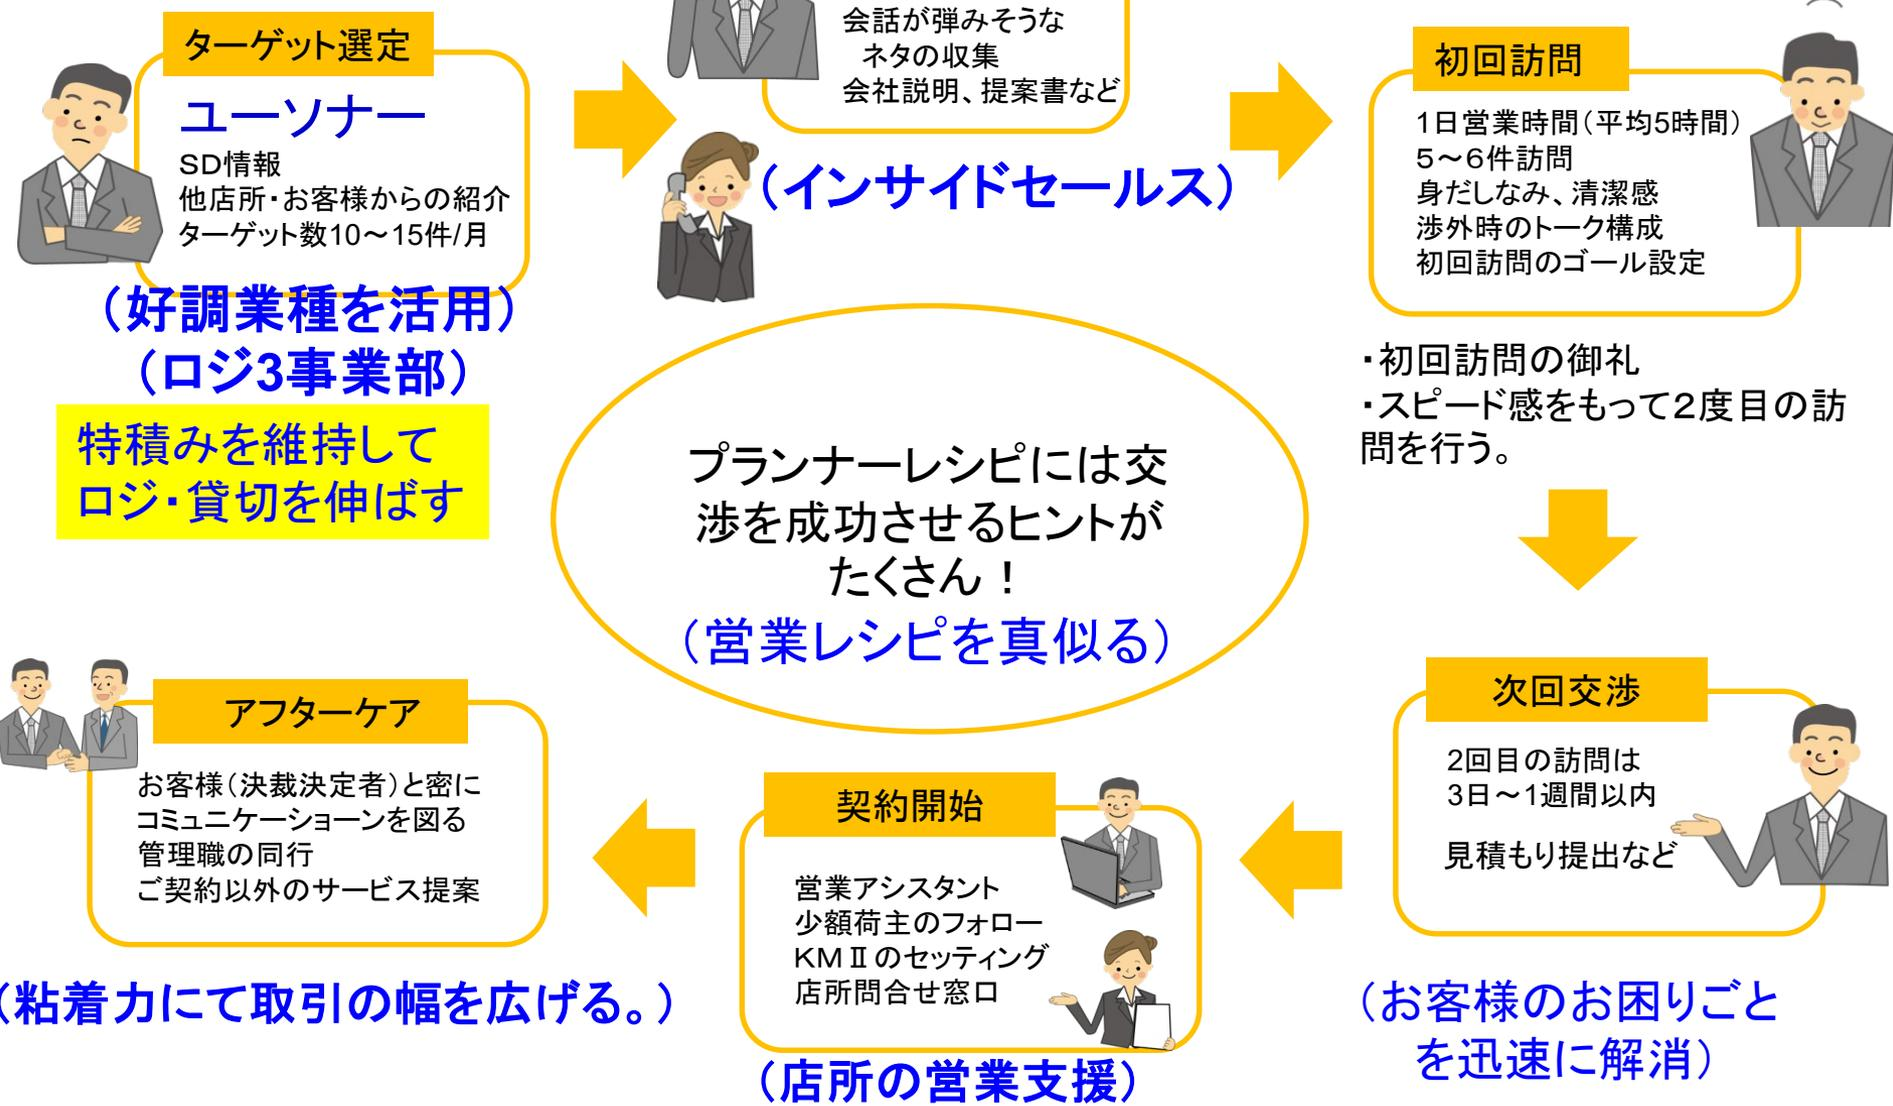 ターゲット選定
ユーソナー
SD情報
他店所・お客様からの紹介
ターゲット数10～15件/月
（好調業種を活用）
（ロジ3事業部）
特積みを維持して
ロジ・貸切を伸ばす
会話が弾みそうな
ネタの収集
会社説明、提案書など
（インサイドセールス）
初回訪問
1日営業時間（平均5時間）
5～6件訪問
身だしなみ、清潔感
渉外時のトーク構成
初回訪問のゴール設定
・初回訪問の御礼
・スピード感をもって２度目の訪
問を行う。
プランナーレシピには交
渉を成功させるヒントが
たくさん！
（営業レシピを真似る）
次回交渉
2回目の訪問は
3日～1週間以内
見積もり提出など
（お客様のお困りごと
を迅速に解消）
契約開始
営業アシスタント
少額荷主のフォロー
KMⅡのセッティング
店所問合せ窓口
（店所の営業支援）
アフターケア
お客様（決裁決定者）と密に
コミュニケーショーンを図る
管理職の同行
ご契約以外のサービス提案
（粘着力にて取引の幅を広げる。）